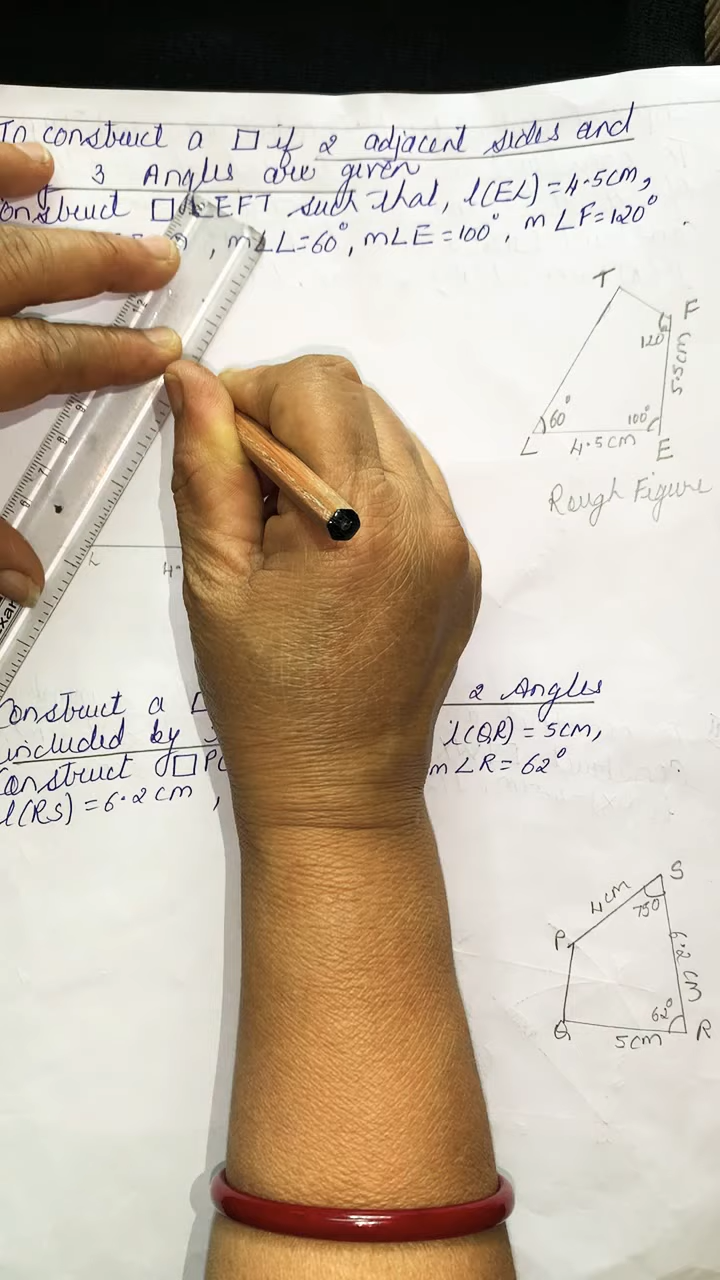 To construct a □ if 2 adjacent sides and
3 Angles are given
Construct □ LEFT such that, l(EL) = 4.5cm,
, m∠L=60°, m∠E=100°, m∠F=120°
T
F
120°
5.5cm
60°
100°
L
4.5cm
E
Rough Figure
L
4.
Construct a □ 2 Angles
included by l(QR) = 5cm,
Construct □ m∠R = 62°
l(RS) = 6.2 cm ,
S
4cm
75°
P
6.2 cm
62°
Q
5cm
R